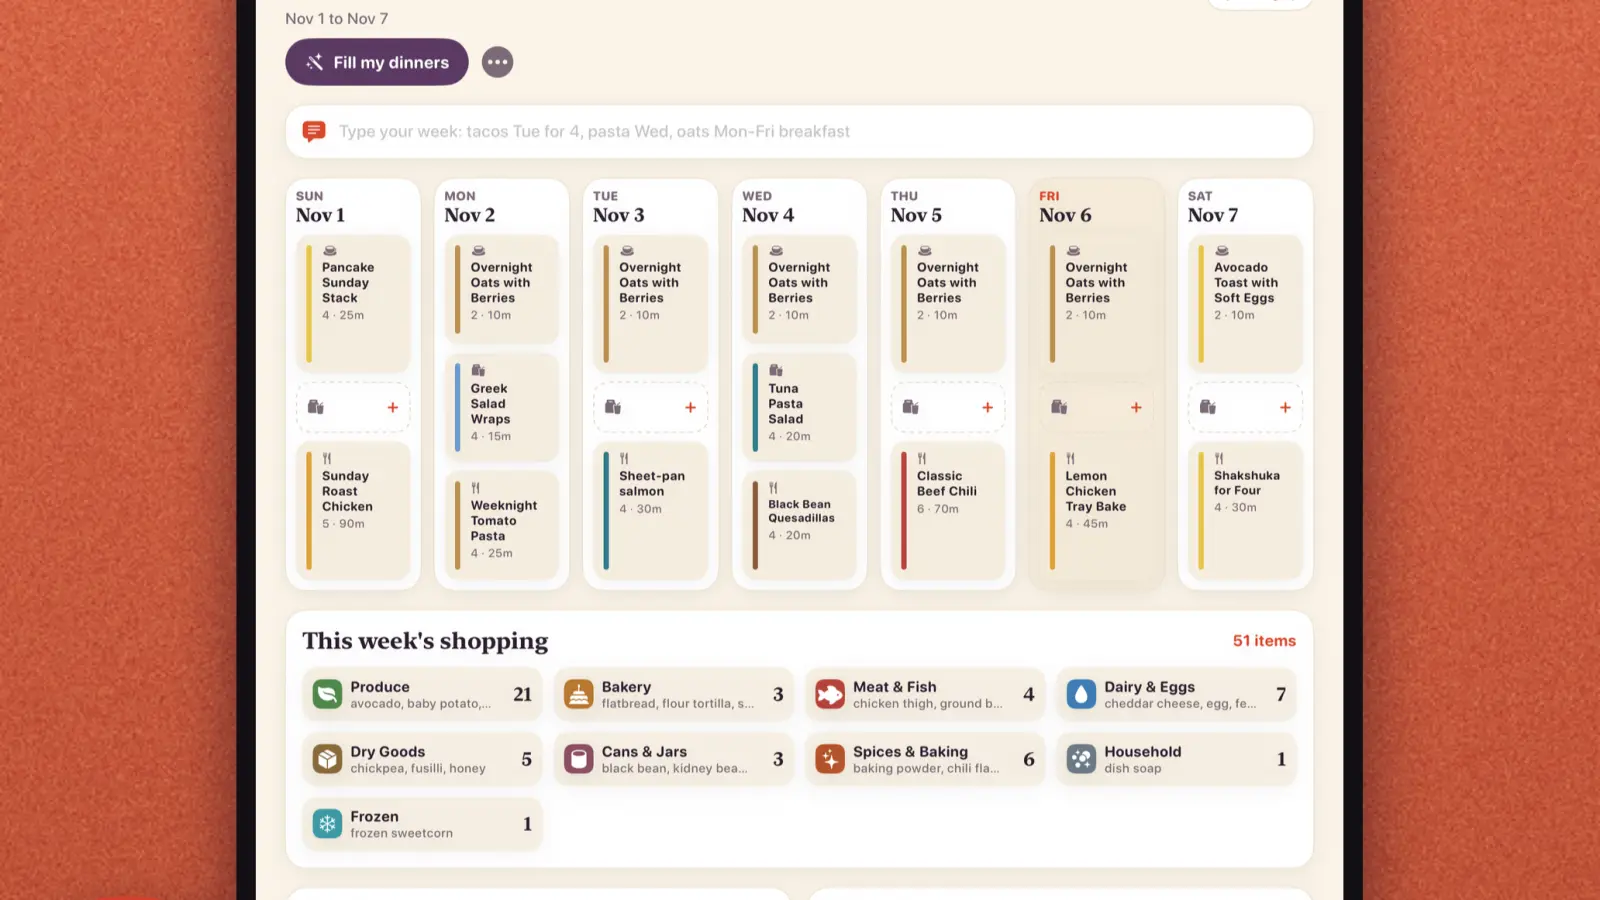 Nov 1 to Nov 7
Fill my dinners
Type your week: tacos Tue for 4, pasta Wed, oats Mon-Fri breakfast
SUN
Nov 1
Pancake
Sunday
Stack
4 · 25m
Sunday
Roast
Chicken
5 · 90m
MON
Nov 2
Overnight
Oats with
Berries
2 · 10m
Greek
Salad
Wraps
4 · 15m
Weeknight
Tomato
Pasta
4 · 25m
TUE
Nov 3
Overnight
Oats with
Berries
2 · 10m
Sheet-pan
salmon
4 · 30m
WED
Nov 4
Overnight
Oats with
Berries
2 · 10m
Tuna
Pasta
Salad
4 · 20m
Black Bean
Quesadillas
4 · 20m
THU
Nov 5
Overnight
Oats with
Berries
2 · 10m
Classic
Beef Chili
6 · 70m
FRI
Nov 6
Overnight
Oats with
Berries
2 · 10m
Lemon
Chicken
Tray Bake
4 · 45m
SAT
Nov 7
Avocado
Toast with
Soft Eggs
2 · 10m
Shakshuka
for Four
4 · 30m
This week's shopping
51 items
Produce
avocado, baby potato,...
21
Bakery
flatbread, flour tortilla, s...
3
Meat & Fish
chicken thigh, ground b...
4
Dairy & Eggs
cheddar cheese, egg, fe...
7
Dry Goods
chickpea, fusilli, honey
5
Cans & Jars
black bean, kidney bea...
3
Spices & Baking
baking powder, chili fla...
6
Household
dish soap
1
Frozen
frozen sweetcorn
1